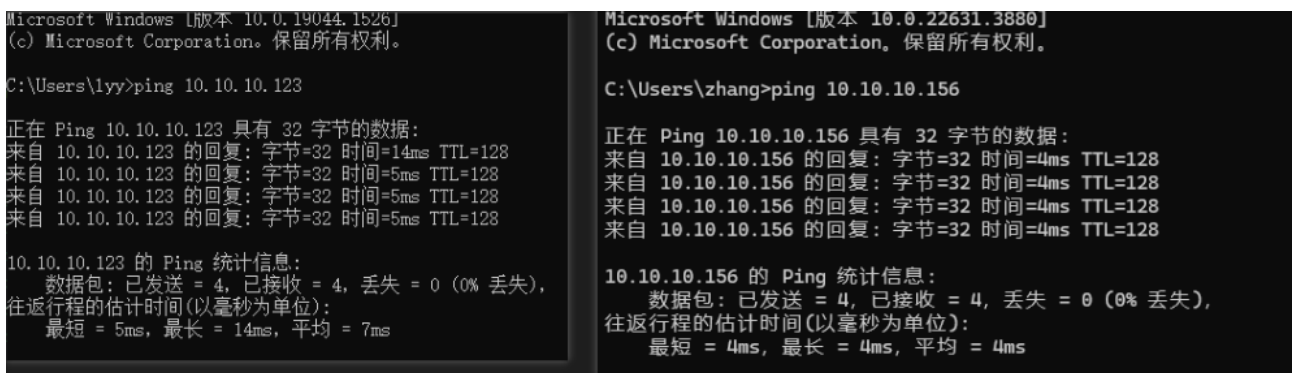 Microsoft Windows [版本 10.0.19044.1526]
(c) Microsoft Corporation。保留所有权利。
C:\Users\lyy>ping 10.10.10.123
正在 Ping 10.10.10.123 具有 32 字节的数据:
来自 10.10.10.123 的回复: 字节=32 时间=14ms TTL=128
来自 10.10.10.123 的回复: 字节=32 时间=5ms TTL=128
来自 10.10.10.123 的回复: 字节=32 时间=5ms TTL=128
来自 10.10.10.123 的回复: 字节=32 时间=5ms TTL=128
10.10.10.123 的 Ping 统计信息:
数据包: 已发送 = 4，已接收 = 4，丢失 = 0 (0% 丢失)，
往返行程的估计时间(以毫秒为单位):
最短 = 5ms，最长 = 14ms，平均 = 7ms
Microsoft Windows [版本 10.0.22631.3880]
(c) Microsoft Corporation。保留所有权利。
C:\Users\zhang>ping 10.10.10.156
正在 Ping 10.10.10.156 具有 32 字节的数据:
来自 10.10.10.156 的回复: 字节=32 时间=4ms TTL=128
来自 10.10.10.156 的回复: 字节=32 时间=4ms TTL=128
来自 10.10.10.156 的回复: 字节=32 时间=4ms TTL=128
来自 10.10.10.156 的回复: 字节=32 时间=4ms TTL=128
10.10.10.156 的 Ping 统计信息:
数据包: 已发送 = 4，已接收 = 4，丢失 = 0 (0% 丢失)，
往返行程的估计时间(以毫秒为单位):
最短 = 4ms，最长 = 4ms，平均 = 4ms